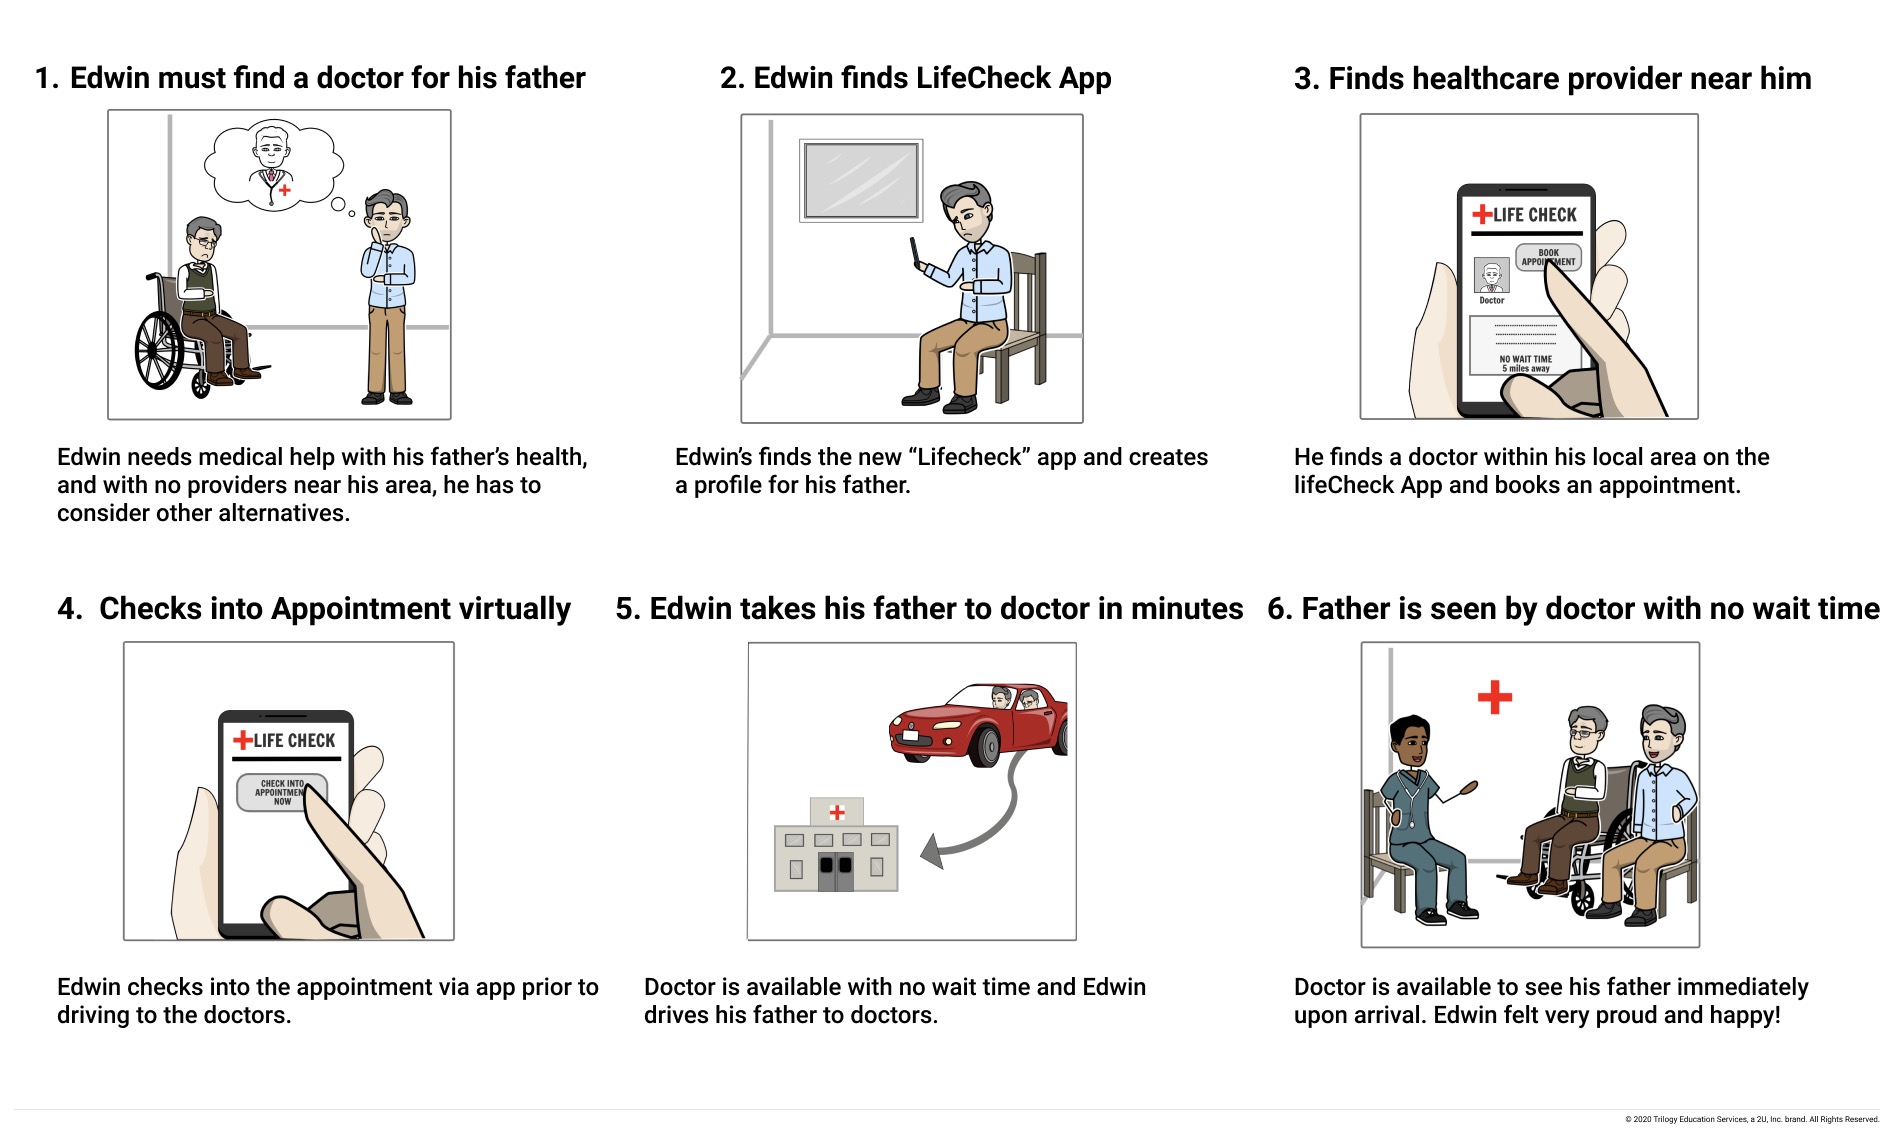 1. Edwin must find a doctor for his father
Edwin needs medical help with his father's health,
and with no providers near his area, he has to
consider other alternatives.
2. Edwin finds LifeCheck App
Edwin's finds the new “Lifecheck” app and creates
a profile for his father.
3. Finds healthcare provider near him
LIFE CHECK
BOOK
APPOINTMENT
Doctor
NO WAIT TIME
5 miles away
He finds a doctor within his local area on the
lifeCheck App and books an appointment.
4. Checks into Appointment virtually
LIFE CHECK
CHECK INTO
APPOINTMEN
NOW
Edwin checks into the appointment via app prior to
driving to the doctors.
5. Edwin takes his father to doctor in minutes
Doctor is available with no wait time and Edwin
drives his father to doctors.
6. Father is seen by doctor with no wait time
Doctor is available to see his father immediately
upon arrival. Edwin felt very proud and happy!
© 2020 Trilogy Education Services, a 2U, Inc. brand. All Rights Reserved.